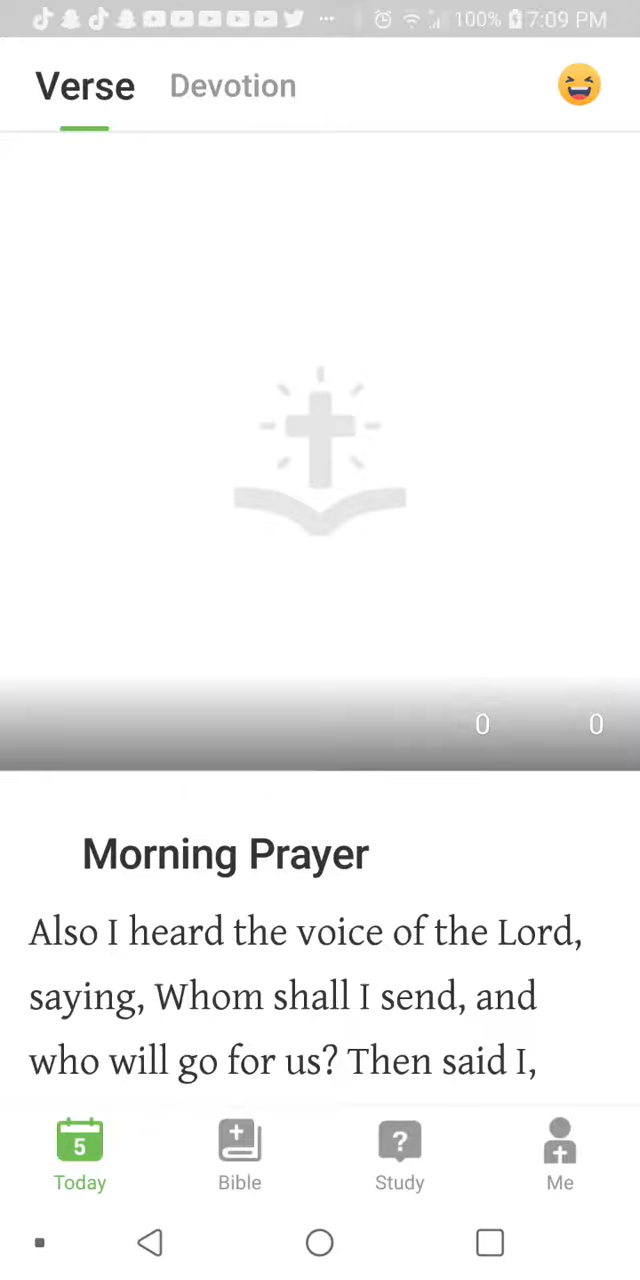 100% 7:09 PM
Verse Devotion
0 0
Morning Prayer
Also I heard the voice of the Lord,
saying, Whom shall I send, and
who will go for us? Then said I,
5 ?
Today Bible Study Me